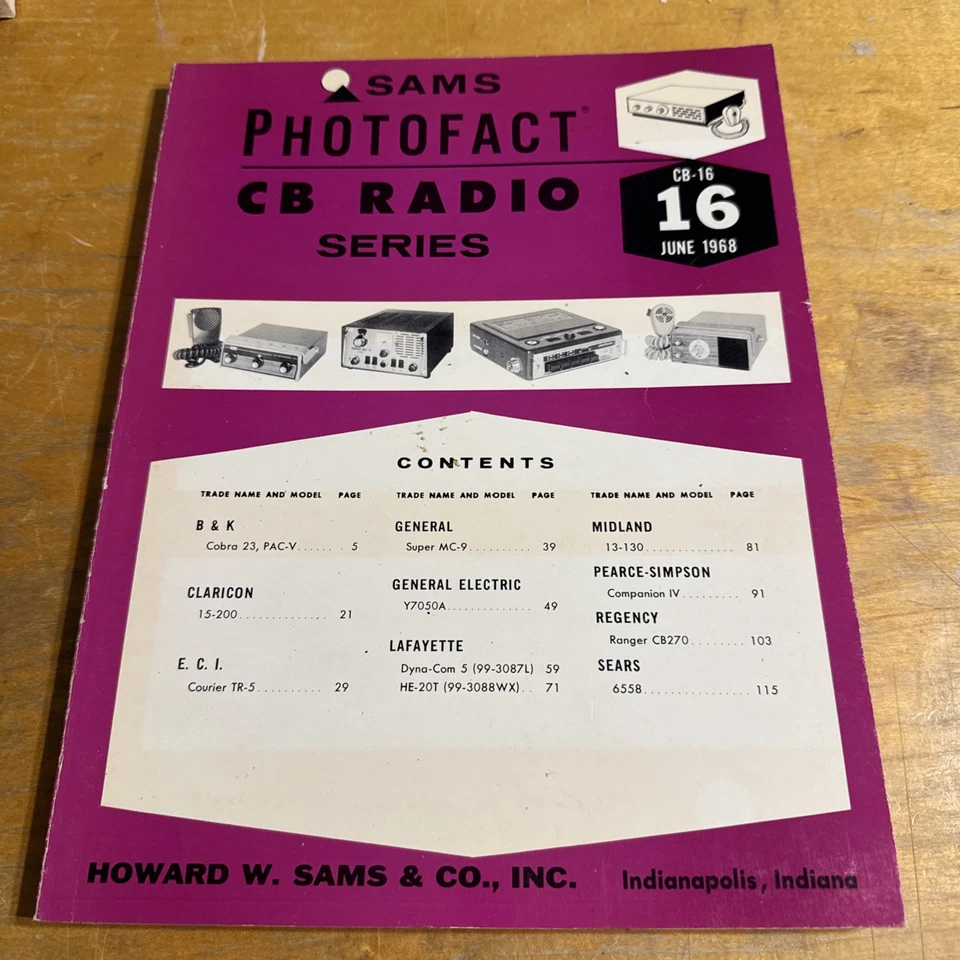 SAMS
PHOTOFACT®
CB RADIO
SERIES
CB-16
16
JUNE 1968
CONTENTS
TRADE NAME AND MODEL PAGE
B & K
Cobra 23, PAC-V....... 5
CLARICON
15-200............. 21
E. C. I.
Courier TR-5.......... 29
TRADE NAME AND MODEL PAGE
GENERAL
Super MC-9.......... 39
GENERAL ELECTRIC
Y7050A.............. 49
LAFAYETTE
Dyna-Com 5 (99-3087L) 59
HE-20T (99-3088WX).. 71
TRADE NAME AND MODEL PAGE
MIDLAND
13-130.............. 81
PEARCE-SIMPSON
Companion IV......... 91
REGENCY
Ranger CB270........ 103
SEARS
6558................ 115
HOWARD W. SAMS & CO., INC. Indianapolis, Indiana